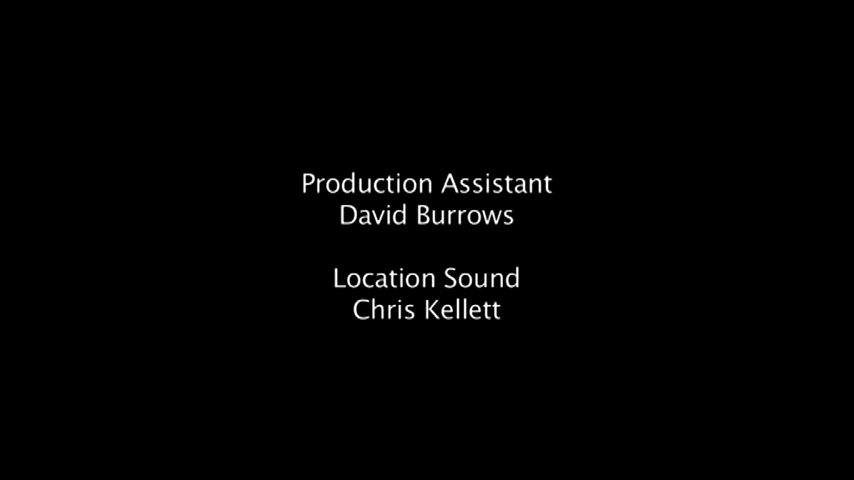 Production Assistant
David Burrows
Location Sound
Chris Kellett